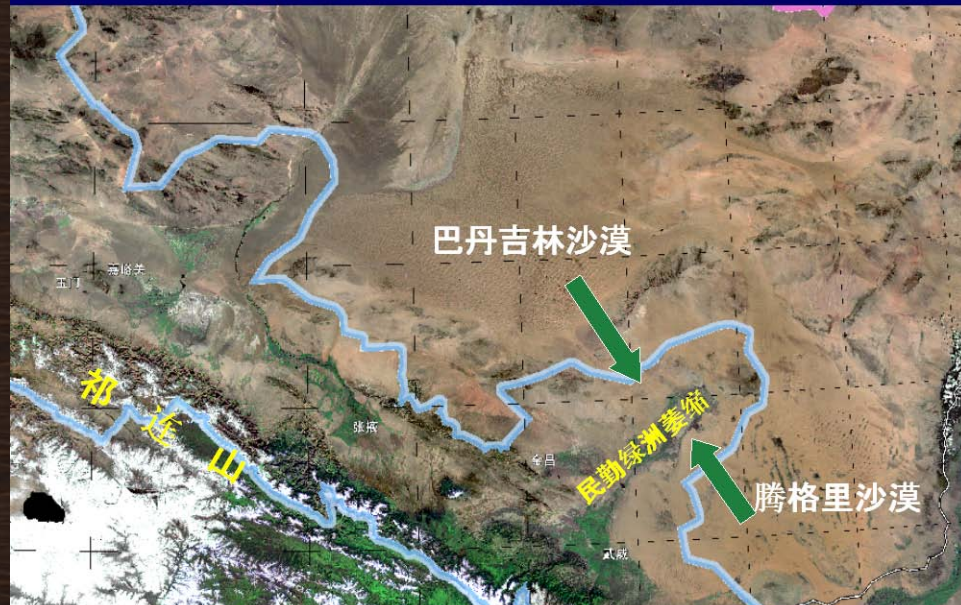 巴丹吉林沙漠
嘉峪关
玉门
祁连山
张掖
民勤绿洲萎缩
金昌
腾格里沙漠
武威